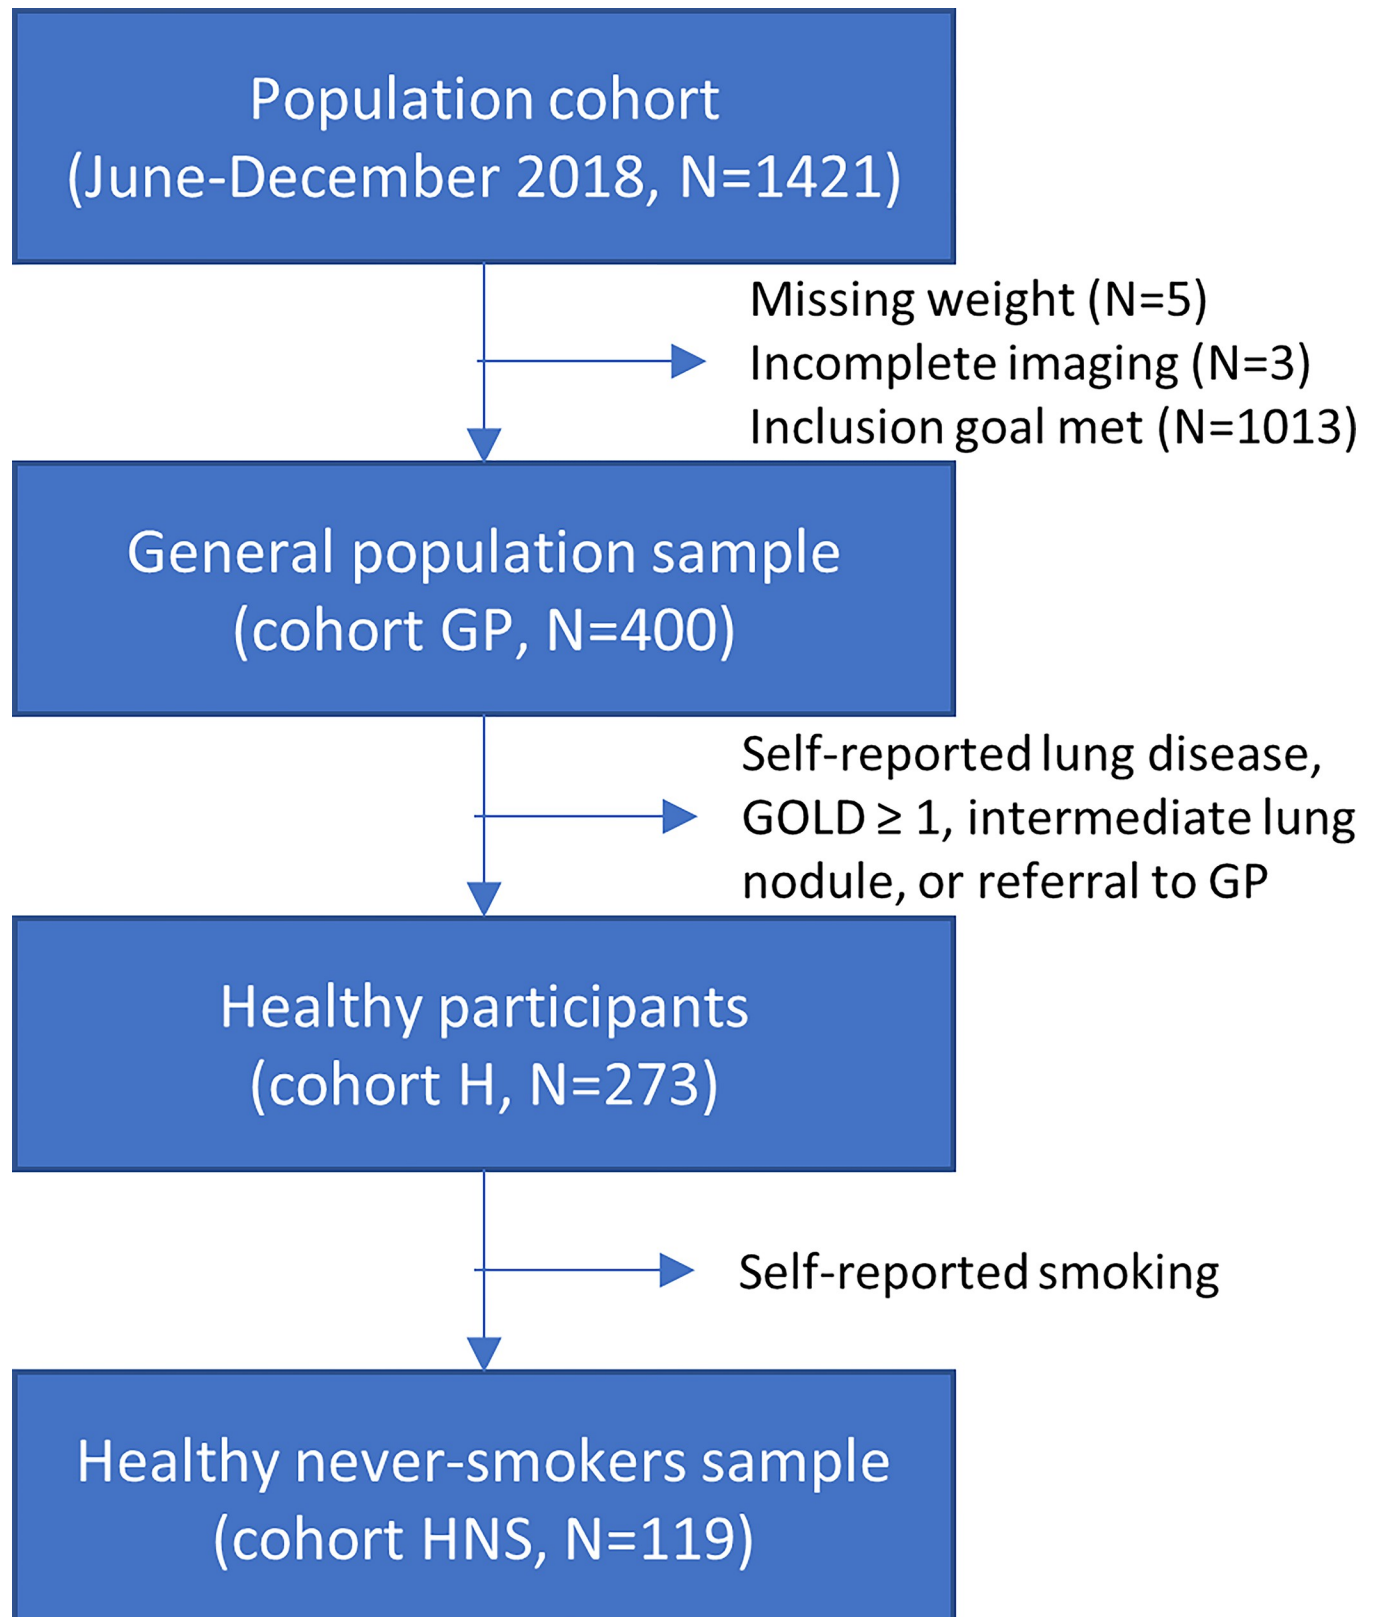 Population cohort
(June-December 2018, N=1421)
Missing weight (N=5)
Incomplete imaging (N=3)
Inclusion goal met (N=1013)
General population sample
(cohort GP, N=400)
Self-reported lung disease,
GOLD ≥ 1, intermediate lung
nodule, or referral to GP
Healthy participants
(cohort H, N=273)
Self-reported smoking
Healthy never-smokers sample
(cohort HNS, N=119)